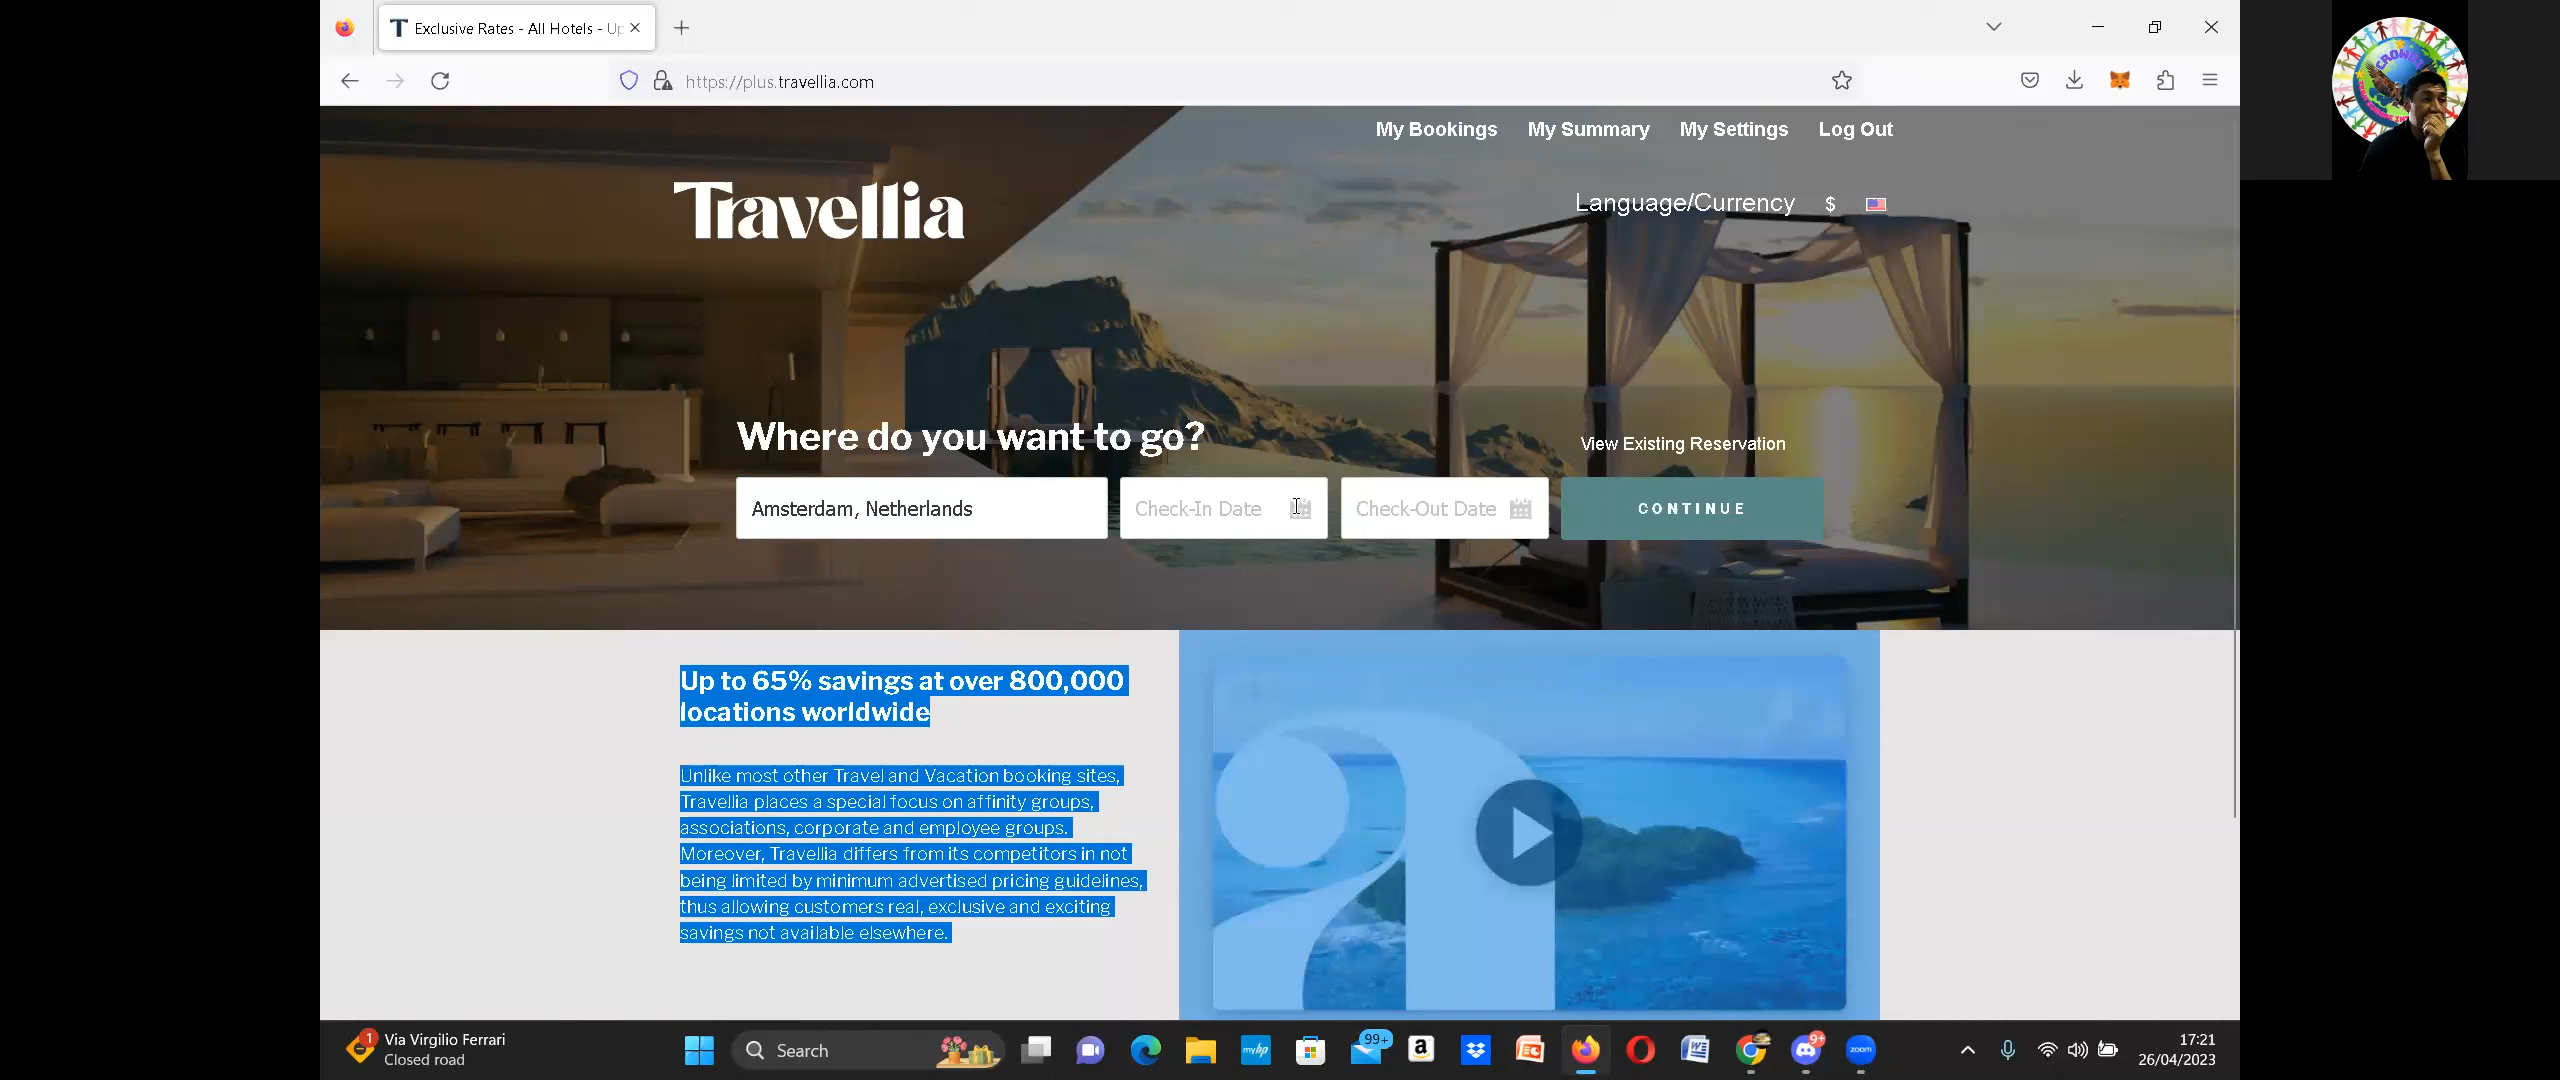 Exclusive Rates - All Hotels - Up
https://plus.travellia.com
My Bookings My Summary My Settings Log Out
Travellia
Language/Currency $
Where do you want to go?
View Existing Reservation
Amsterdam, Netherlands
Check-In Date
Check-Out Date
CONTINUE
Up to 65% savings at over 800,000
locations worldwide
Unlike most other Travel and Vacation booking sites,
Travellia places a special focus on affinity groups,
associations, corporate and employee groups.
Moreover, Travellia differs from its competitors in not
being limited by minimum advertised pricing guidelines,
thus allowing customers real, exclusive and exciting
savings not available elsewhere.
1
Via Virgilio Ferrari
Closed road
Search
myhp
99+
9+
zoom
17:21
26/04/2023